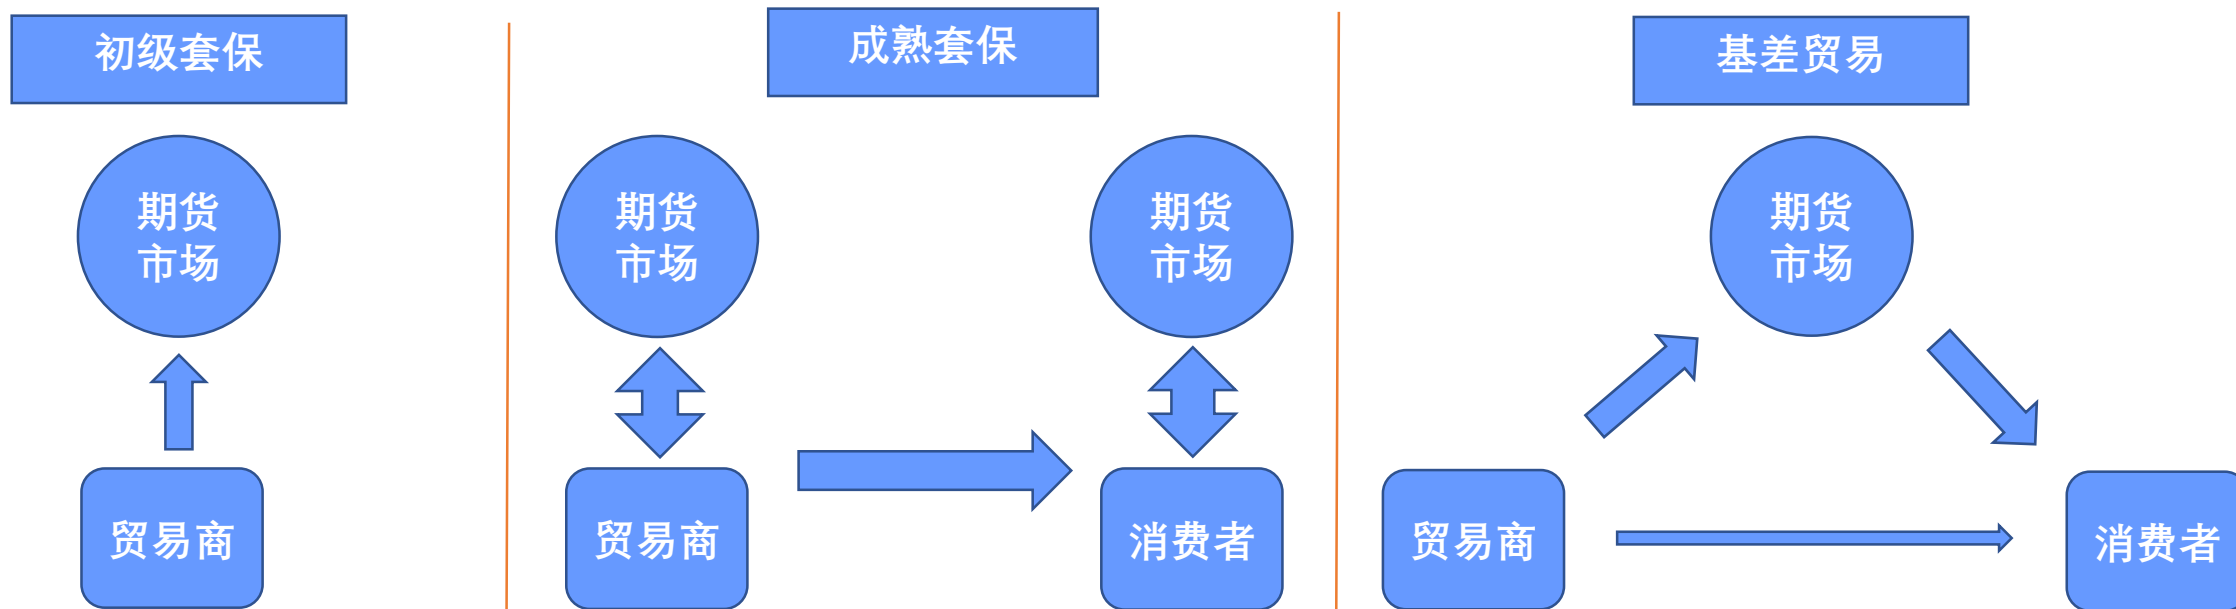 初级套保
期货
市场
贸易商
成熟套保
期货
市场
贸易商
期货
市场
消费者
基差贸易
期货
市场
贸易商
消费者